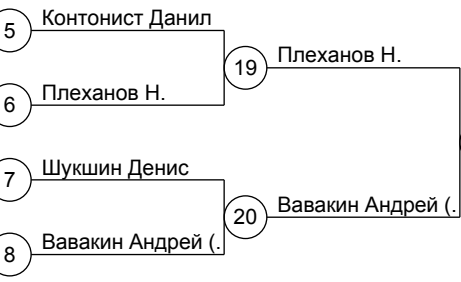 5 Контонист Данил
19 Плеханов Н.
6 Плеханов Н.
7 Шукшин Денис
20 Вавакин Андрей (.
8 Вавакин Андрей (.